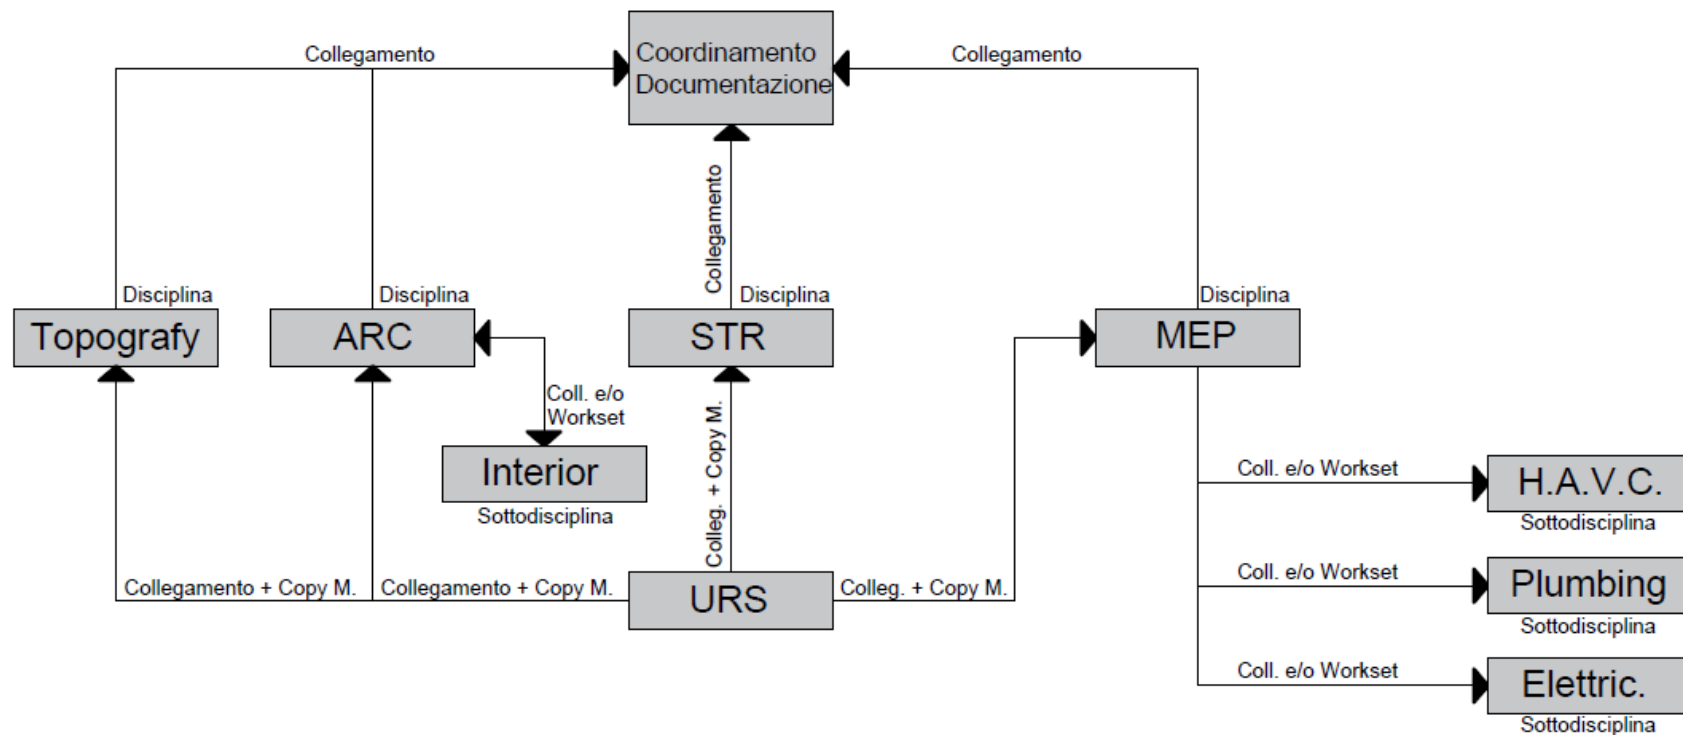 Collegamento
Coordinamento
Documentazione
Collegamento
Collegamento
Disciplina
Disciplina
Disciplina
Disciplina
Topografy
ARC
STR
MEP
Coll. e/o
Workset
Colleg. + Copy M.
Interior
Sottodisciplina
Coll. e/o Workset
H.A.V.C.
Sottodisciplina
Collegamento + Copy M.
Collegamento + Copy M.
URS
Colleg. + Copy M.
Coll. e/o Workset
Plumbing
Sottodisciplina
Coll. e/o Workset
Elettric.
Sottodisciplina